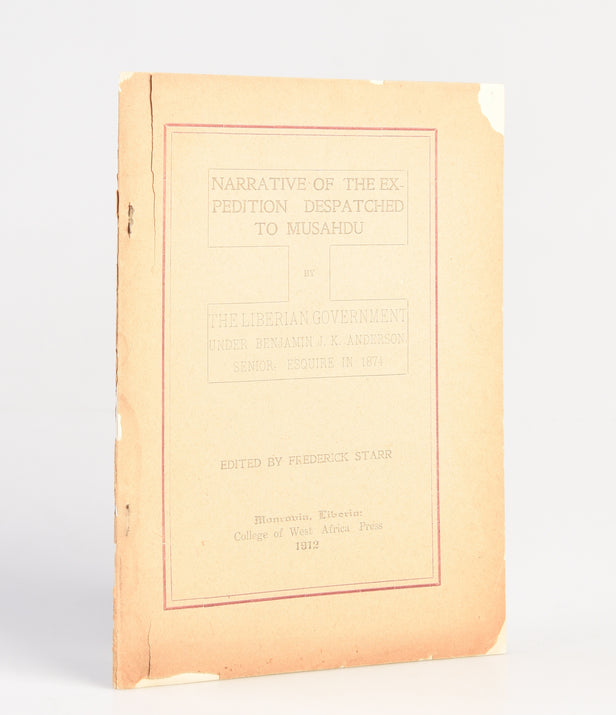 NARRATIVE OF THE EX-
PEDITION DESPATCHED
TO MUSAHDU
BY
THE LIBERIAN GOVERNMENT
UNDER BENJAMIN J. K. ANDERSON
SENIOR, ESQUIRE IN 1874
EDITED BY FREDERICK STARR
Monrovia, Liberia:
College of West Africa Press
1912